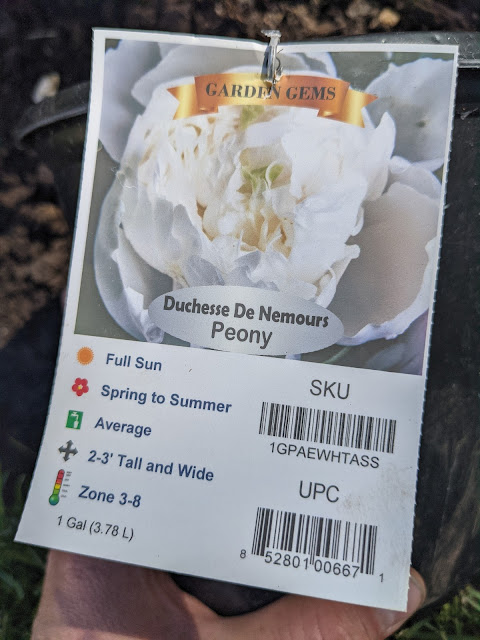 GARDEN GEMS
Duchesse De Nemours
Peony
Full Sun
Spring to Summer
Average
2-3' Tall and Wide
Zone 3-8
1 Gal (3.78 L)
SKU
1GPAEWHTASS
UPC
8 52801 00667 1